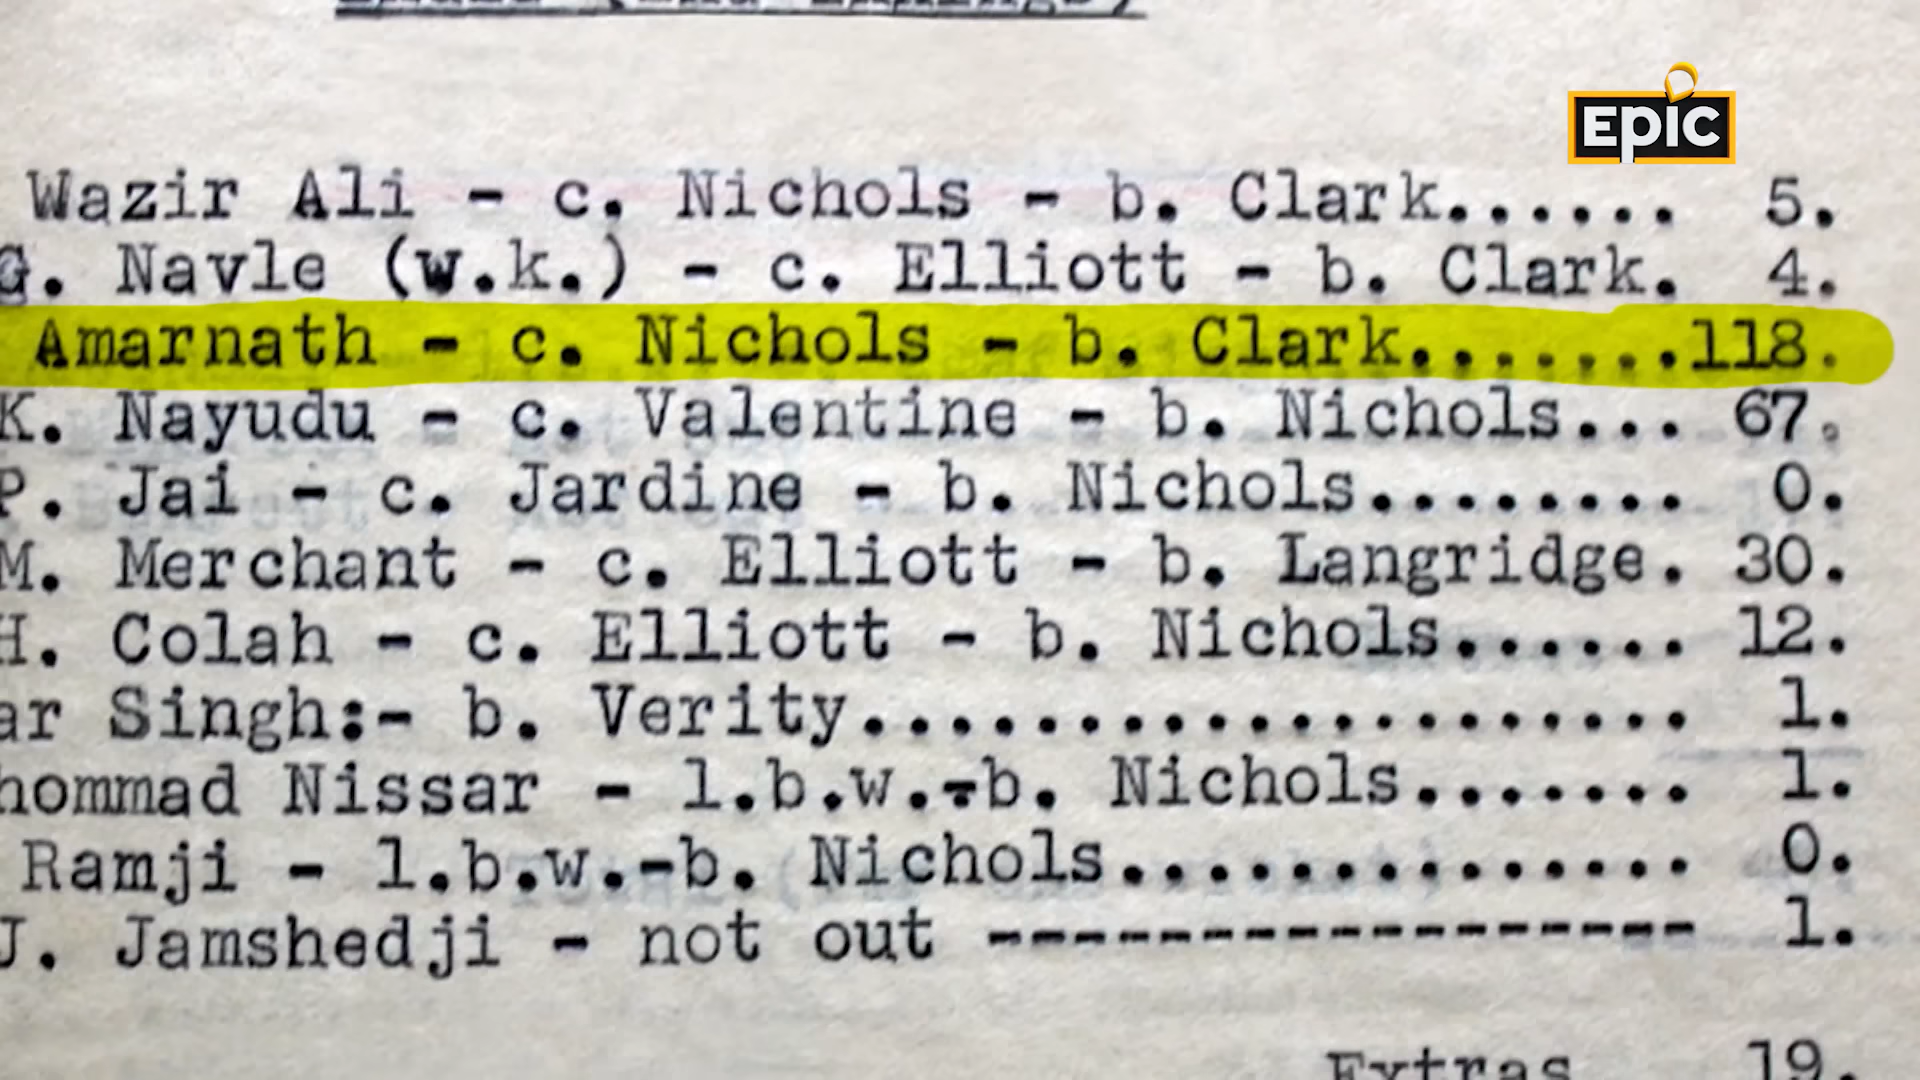 EPIC
Wazir Ali - c. Nichols - b. Clark...... 5.
G. Navle (w.k.) - c. Elliott - b. Clark. 4.
Amarnath - c. Nichols - b. Clark.......118.
K. Nayudu - c. Valentine - b. Nichols... 67.
P. Jai - c. Jardine - b. Nichols........ 0.
M. Merchant - c. Elliott - b. Langridge. 30.
H. Colah - c. Elliott - b. Nichols...... 12.
ar Singh:- b. Verity.................... 1.
hommad Nissar - l.b.w.-b. Nichols....... 1.
Ramji - l.b.w.-b. Nichols.............. 0.
J. Jamshedji - not out ----------------- 1.
Extras 19.